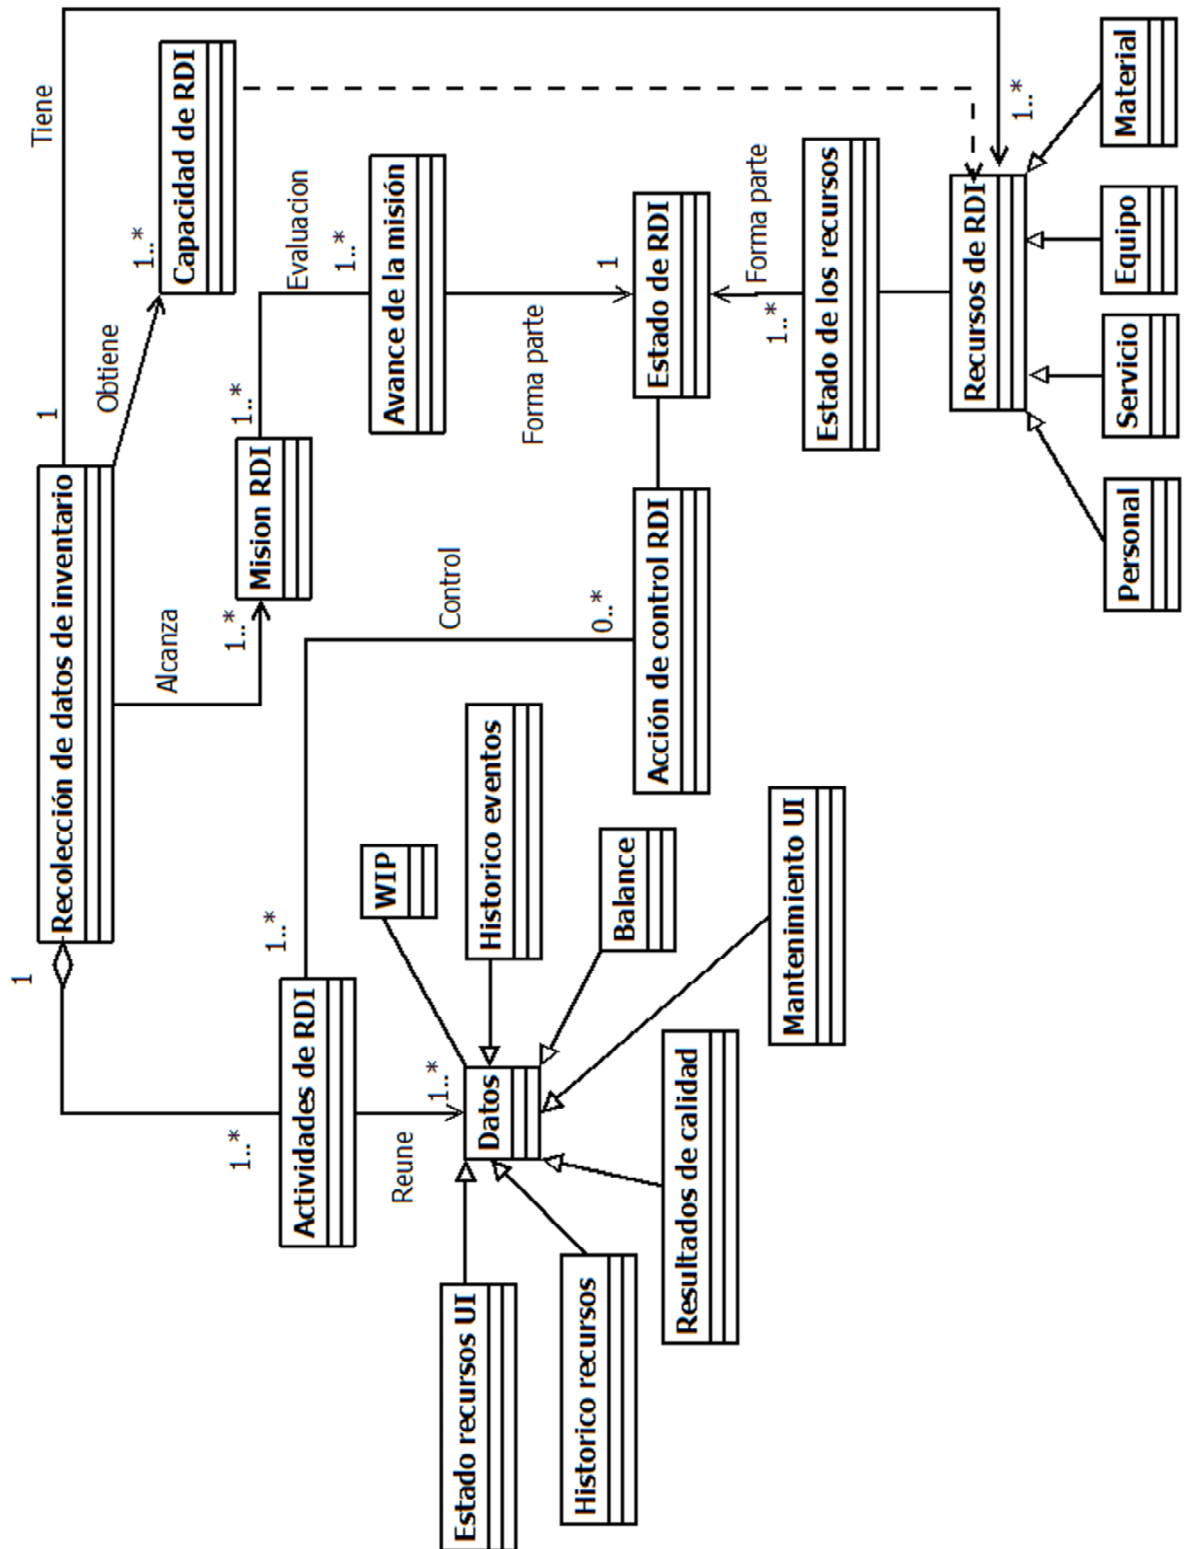 Recolección de datos de inventario
1
1
Tiene
1..*
Obtiene
1..*
Capacidad de RDI
Alcanza
1..*
Mision RDI
1..*
Evaluacion
1..*
Avance de la misión
Forma parte
1
Estado de RDI
Forma parte
1..*
Estado de los recursos
Recursos de RDI
Personal
Servicio
Equipo
Material
1..*
Actividades de RDI
1..*
Control
0..*
Acción de control RDI
Reune
1..*
Datos
WIP
Historico eventos
Balance
Mantenimiento UI
Resultados de calidad
Historico recursos
Estado recursos UI